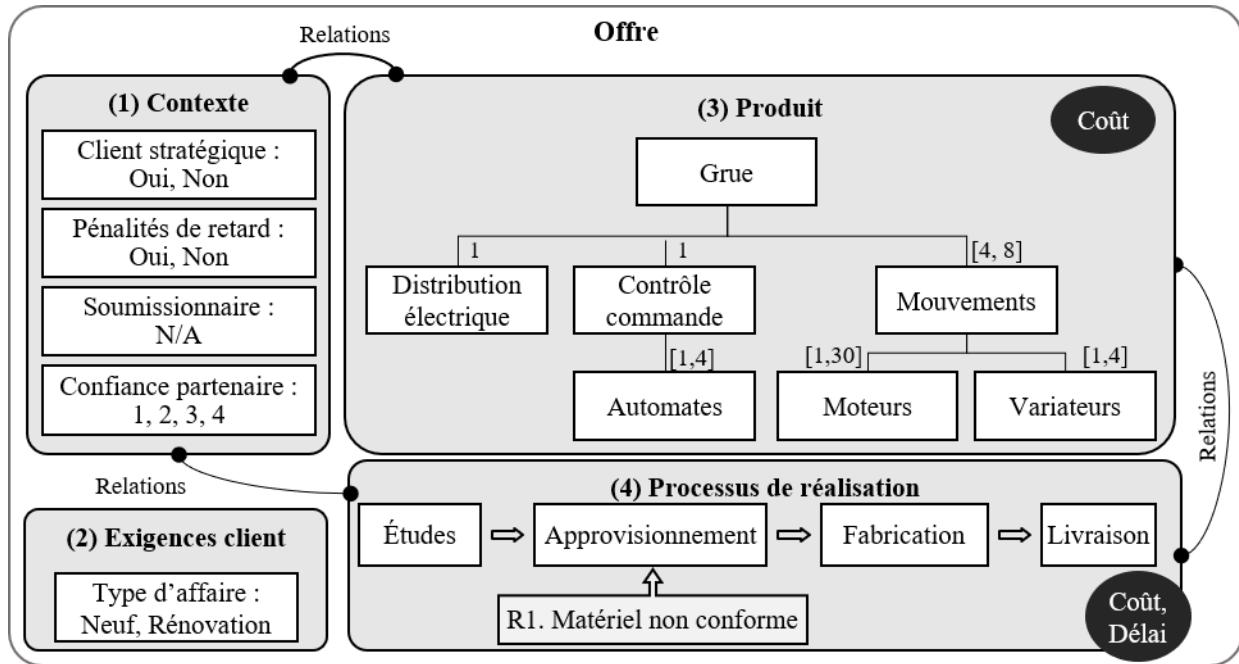 Offre
Relations
(1) Contexte
Client stratégique :
Oui, Non
Pénalités de retard :
Oui, Non
Soumissionnaire :
N/A
Confiance partenaire :
1, 2, 3, 4
Relations
(2) Exigences client
Type d’affaire :
Neuf, Rénovation
(3) Produit
Coût
Grue
1
1
[4, 8]
Distribution
électrique
Contrôle
commande
Mouvements
[1,4]
[1,30]
[1,4]
Automates
Moteurs
Variateurs
Relations
(4) Processus de réalisation
Études
Approvisionnement
Fabrication
Livraison
R1. Matériel non conforme
Coût,
Délai